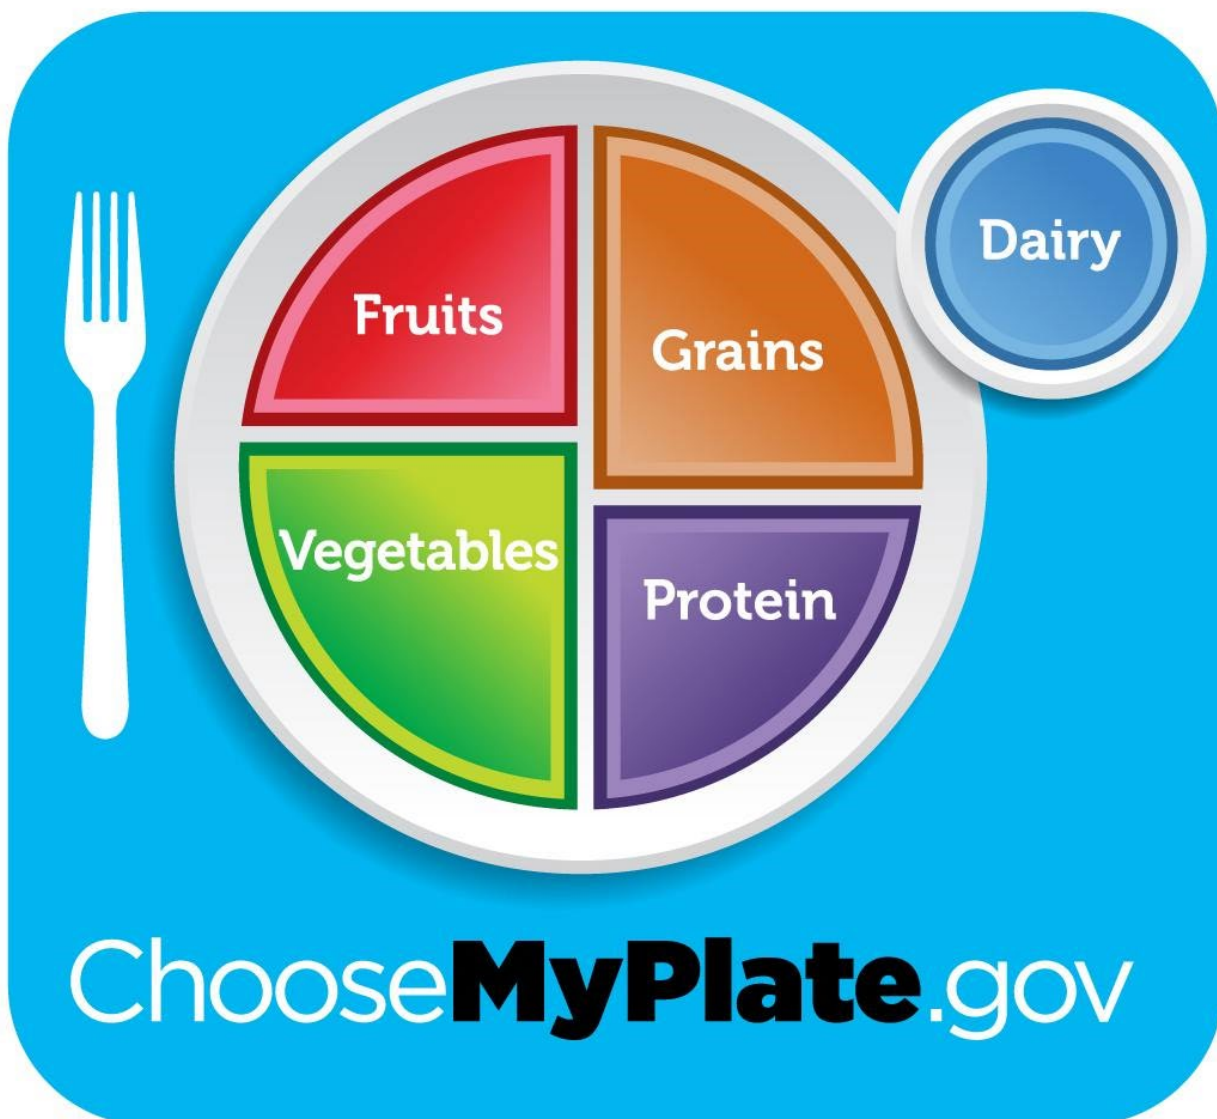 Dairy
Fruits
Grains
Vegetables
Protein
ChooseMyPlate.gov